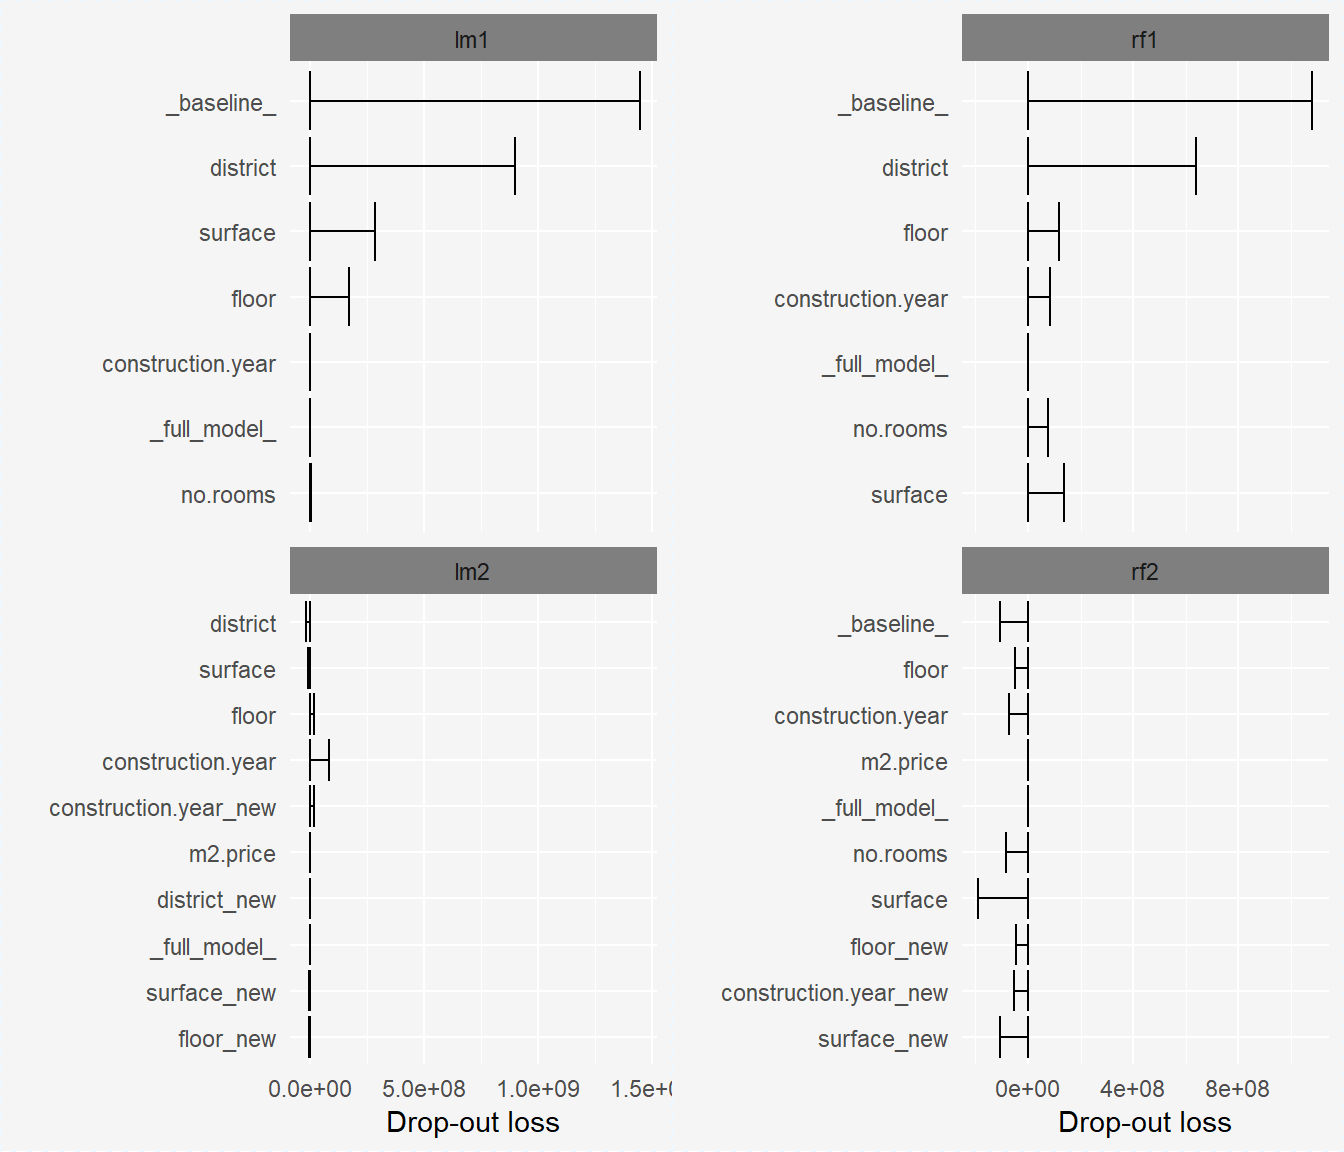 lm1
_baseline_
district
surface
floor
construction.year
_full_model_
no.rooms
rf1
_baseline_
district
floor
construction.year
_full_model_
no.rooms
surface
lm2
district
surface
floor
construction.year
construction.year_new
m2.price
district_new
_full_model_
surface_new
floor_new
0.0e+00 5.0e+08 1.0e+09
Drop-out loss
rf2
_baseline_
floor
construction.year
m2.price
_full_model_
no.rooms
surface
floor_new
construction.year_new
surface_new
0e+00 4e+08 8e+08
Drop-out loss